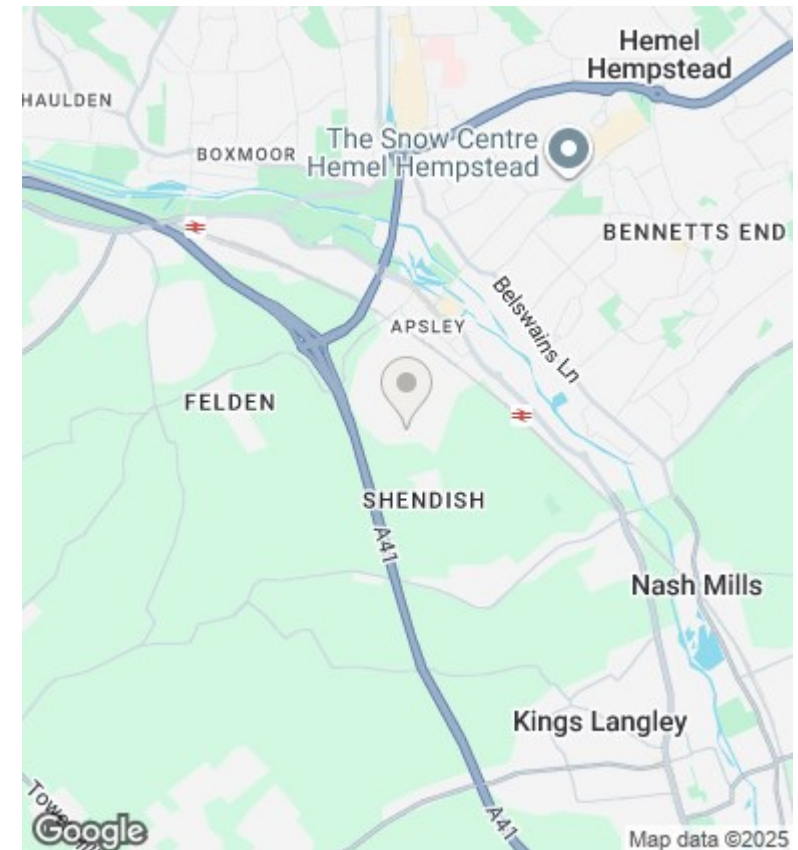 Hemel
Hempstead
HAULDEN
The Snow Centre
Hemel Hempstead
BOXMOOR
BENNETTS END
Belswains Ln
APSLEY
FELDEN
SHENDISH
A41
Nash Mills
Kings Langley
A41
Google
Map data ©2025